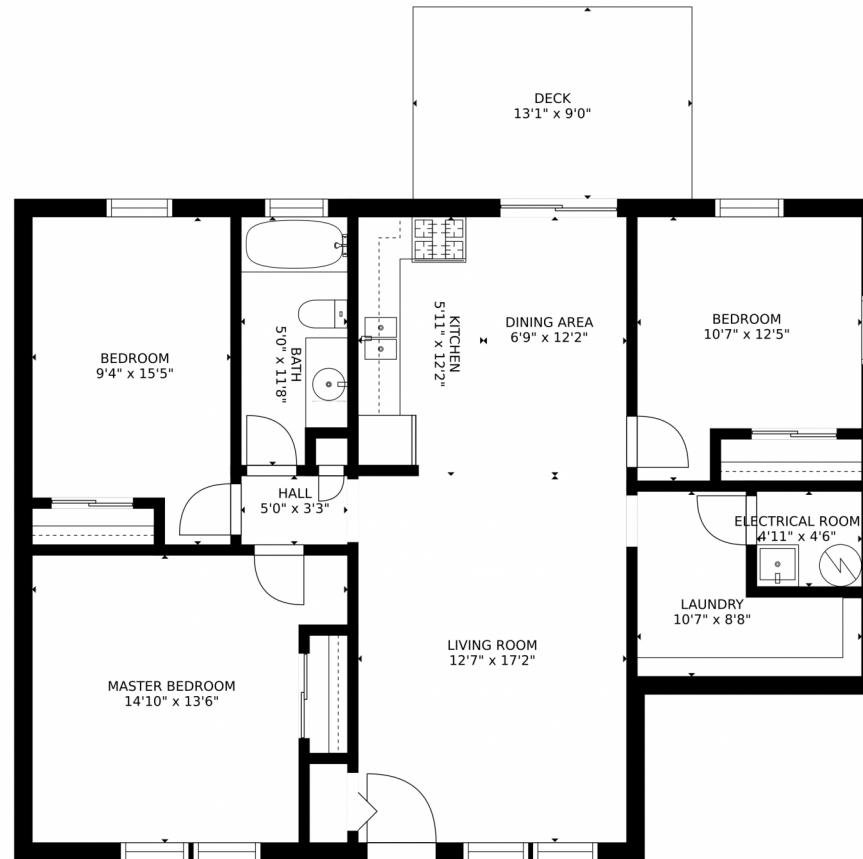 DECK
13'1" x 9'0"
BEDROOM
9'4" x 15'5"
BATH
5'0" x 11'8"
KITCHEN
5'11" x 12'2"
DINING AREA
6'9" x 12'2"
BEDROOM
10'7" x 12'5"
HALL
5'0" x 3'3"
ELECTRICAL ROOM
4'11" x 4'6"
LAUNDRY
10'7" x 8'8"
LIVING ROOM
12'7" x 17'2"
MASTER BEDROOM
14'10" x 13'6"